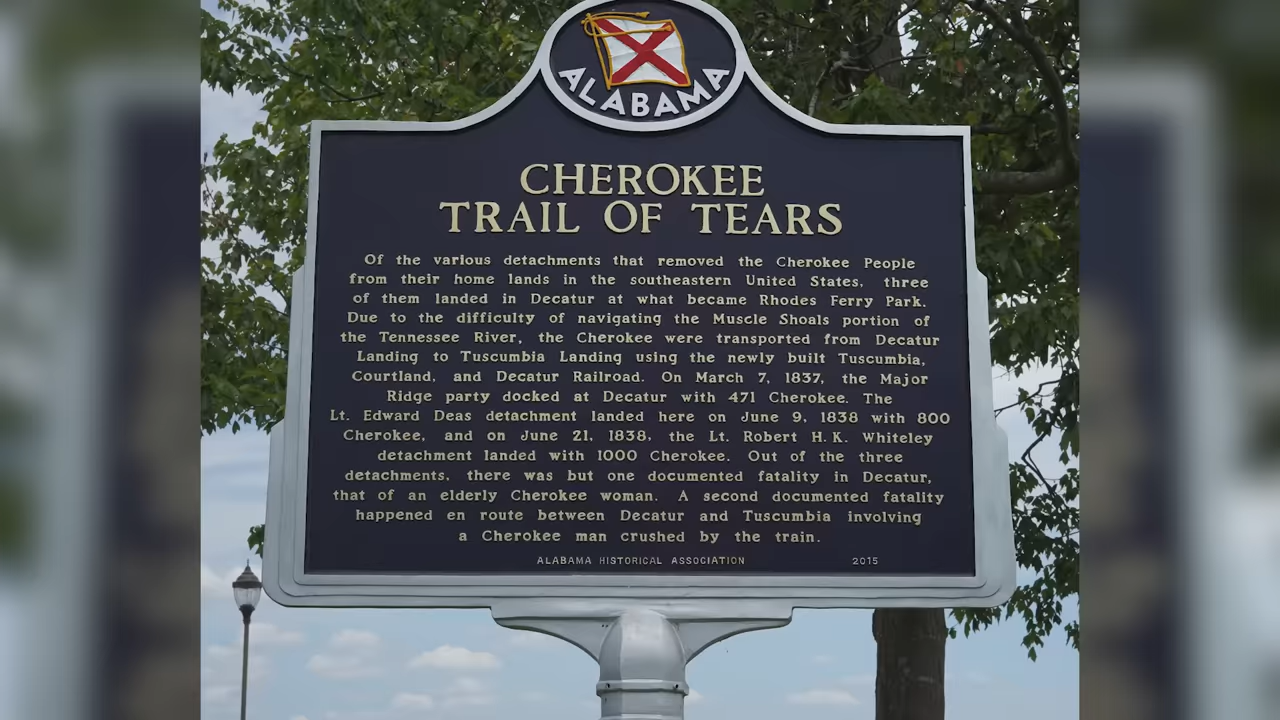 ALABAMA
CHEROKEE
TRAIL OF TEARS
Of the various detachments that removed the Cherokee People
from their home lands in the southeastern United States, three
of them landed in Decatur at what became Rhodes Ferry Park.
Due to the difficulty of navigating the Muscle Shoals portion of
the Tennessee River, the Cherokee were transported from Decatur
Landing to Tuscumbia Landing using the newly built Tuscumbia,
Courtland, and Decatur Railroad. On March 7, 1837, the Major
Ridge party docked at Decatur with 471 Cherokee. The
Lt. Edward Deas detachment landed here on June 9, 1838 with 800
Cherokee, and on June 21, 1838, the Lt. Robert H.K. Whiteley
detachment landed with 1000 Cherokee. Out of the three
detachments, there was but one documented fatality in Decatur,
that of an elderly Cherokee woman. A second documented fatality
happened en route between Decatur and Tuscumbia involving
a Cherokee man crushed by the train.
ALABAMA HISTORICAL ASSOCIATION 2015